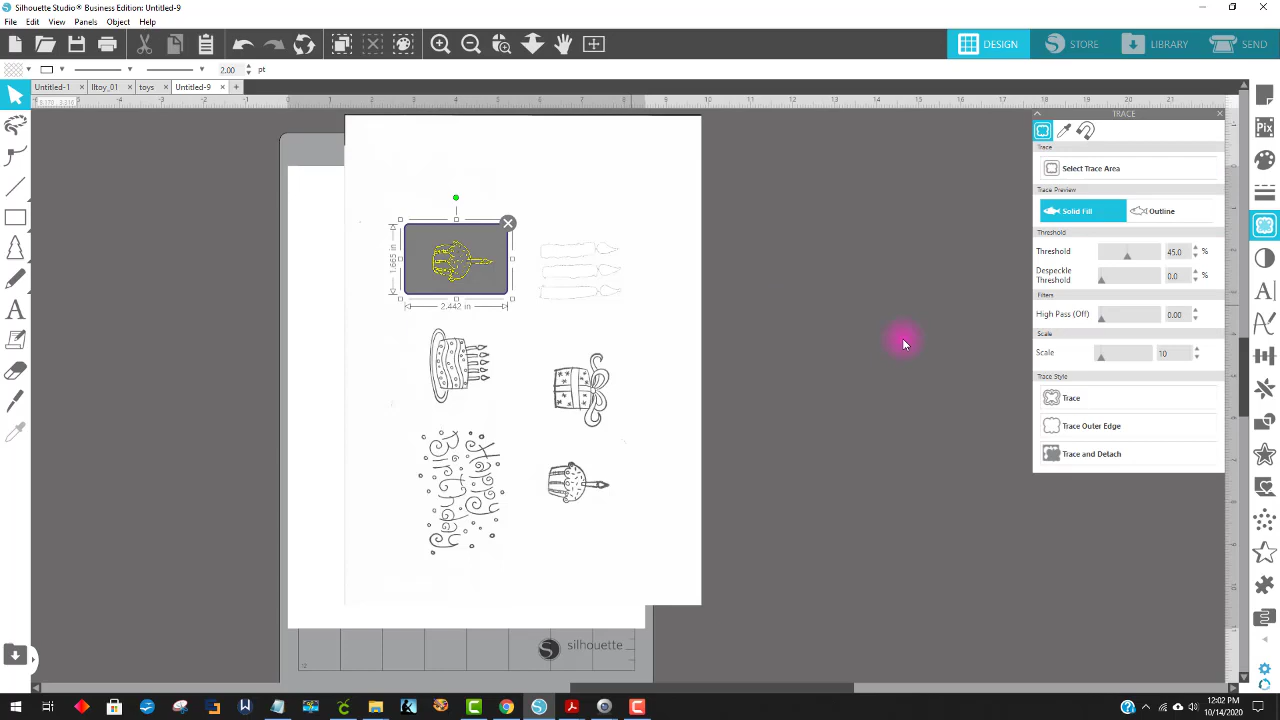 Silhouette Studio® Business Edition: Untitled-9
File Edit View Panels Object Help
DESIGN STORE LIBRARY SEND
2.00 pt
Untitled-1 lltoy_01 toys Untitled-9
TRACE
Trace
Select Trace Area
Trace Preview
Solid Fill Outline
Threshold
Threshold 45.0 %
Despeckle Threshold 0.0 %
Filters
High Pass (Off) 0.00
Scale
Scale 10
Trace Style
Trace
Trace Outer Edge
Trace and Detach
1.665 in
2.442 in
Happy
Birthday
silhouette
12:02 PM
10/14/2020